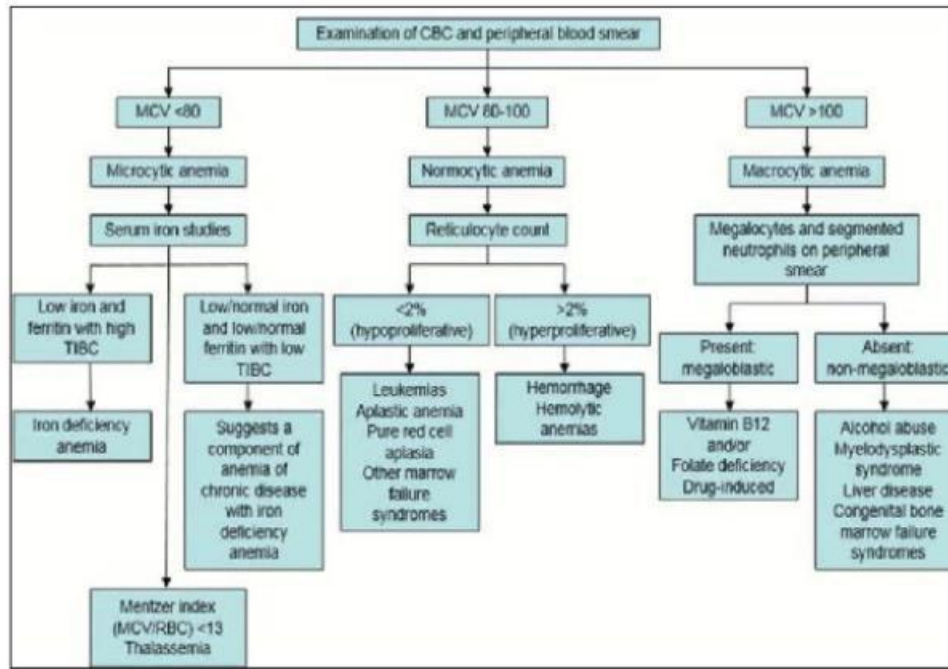 Examination of CBC and peripheral blood smear
MCV <80
MCV 80-100
MCV >100
Microcytic anemia
Normocytic anemia
Macrocytic anemia
Serum iron studies
Reticulocyte count
Megalocytes and segmented
neutrophils on peripheral
smear
Low iron and
ferritin with high
TIBC
Low/normal iron
and low/normal
ferritin with low
TIBC
<2%
(hypoproliferative)
>2%
(hyperproliferative)
Present:
megaloblastic
Absent:
non-megaloblastic
Iron deficiency
anemia
Suggests a
component of
anemia of
chronic disease
with iron
deficiency
anemia
Leukemias
Aplastic anemia
Pure red cell
aplasia
Other marrow
failure
syndromes
Hemorrhage
Hemolytic
anemias
Vitamin B12
and/or
Folate deficiency
Drug-induced
Alcohol abuse
Myelodysplastic
syndrome
Liver disease
Congenital bone
marrow failure
syndromes
Mentzer index
(MCV/RBC) <13
Thalassemia